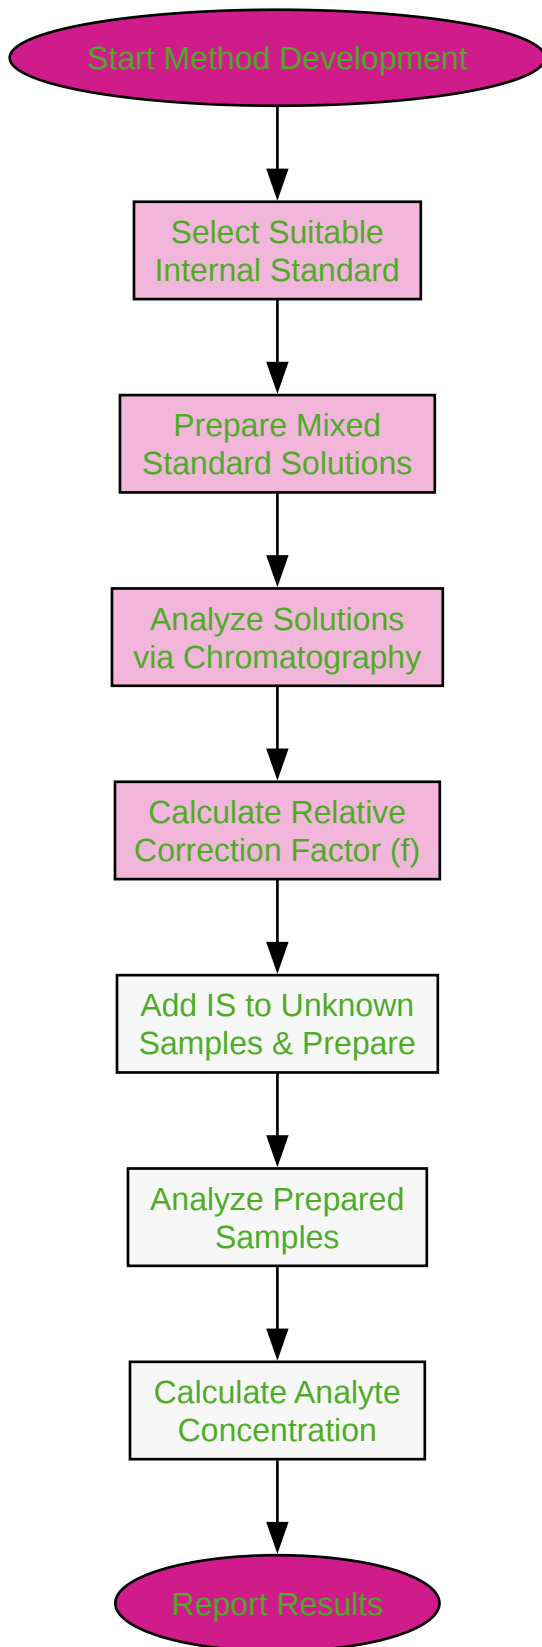 Start Method Development
Select Suitable
Internal Standard
Prepare Mixed
Standard Solutions
Analyze Solutions
via Chromatography
Calculate Relative
Correction Factor (f)
Add IS to Unknown
Samples & Prepare
Analyze Prepared
Samples
Calculate Analyte
Concentration
Report Results